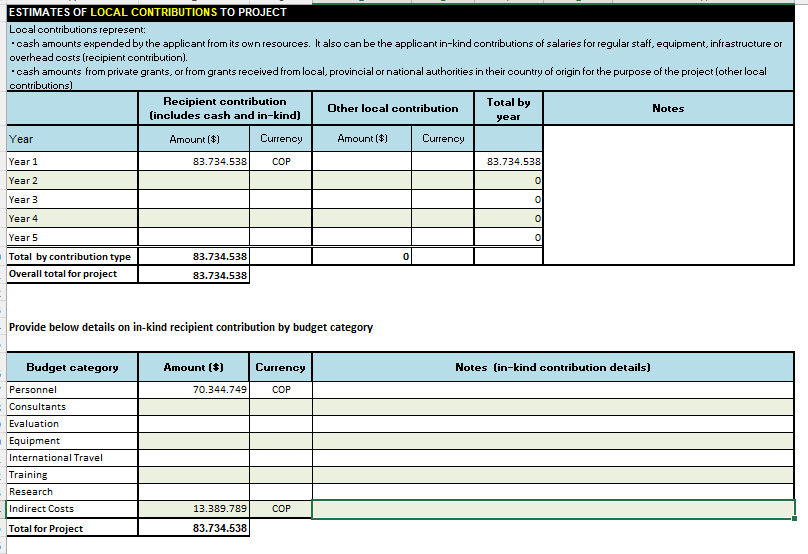 ESTIMATES OF LOCAL CONTRIBUTIONS TO PROJECT
Local contributions represent:
• cash amounts expended by the applicant from its own resources. It also can be the applicant in-kind contributions of salaries for regular staff, equipment, infrastructure or
overhead costs (recipient contribution).
• cash amounts from private grants, or from grants received from local, provincial or national authorities in their country of origin for the purpose of the project (other local
contributions)
Recipient contribution
(includes cash and in-kind)
Other local contribution
Total by
year
Notes
Year Amount ($) Currency Amount ($) Currency
Year 1 83.734.538 COP 83.734.538
Year 2 0
Year 3 0
Year 4 0
Year 5 0
Total by contribution type 83.734.538 0
Overall total for project 83.734.538
Provide below details on in-kind recipient contribution by budget category
Budget category Amount ($) Currency Notes (in-kind contribution details)
Personnel 70.344.749 COP
Consultants
Evaluation
Equipment
International Travel
Training
Research
Indirect Costs 13.389.789 COP
Total for Project 83.734.538